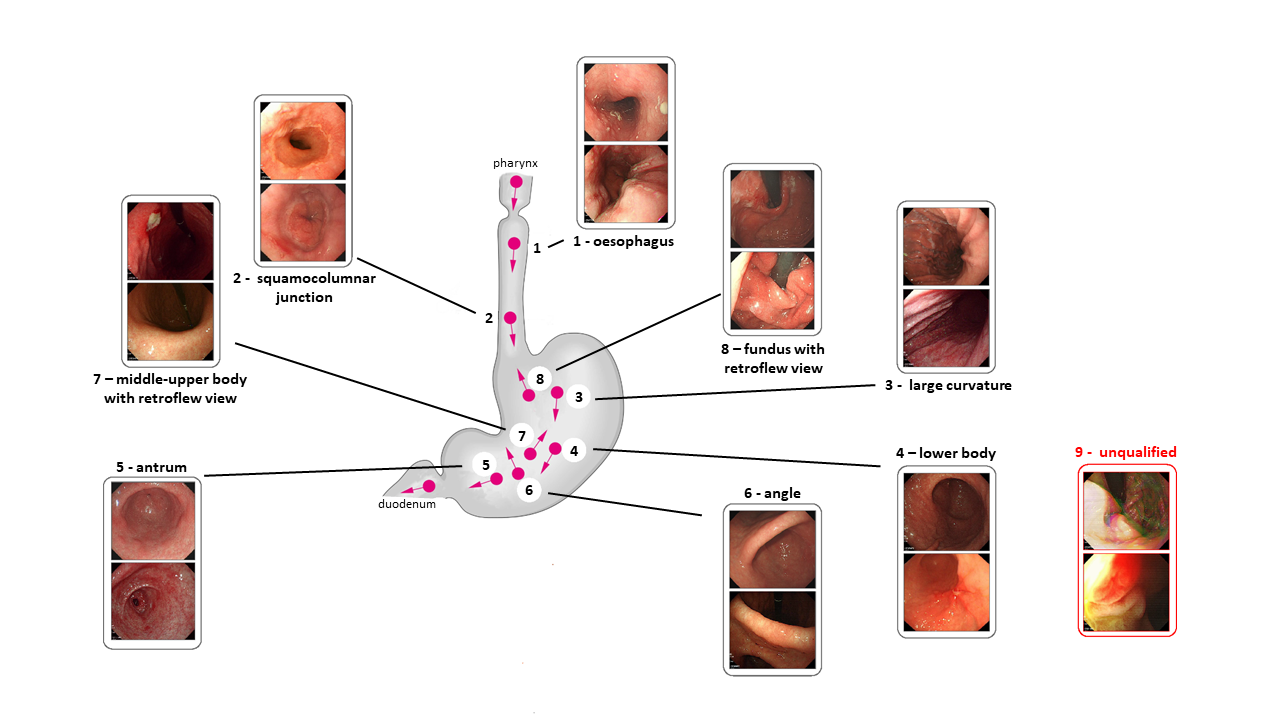 pharynx
1
1 - oesophagus
2 -  squamocolumnar
junction
2
8 – fundus with
retroflew view
7 – middle-upper body
with retroflew view
8
3
3 -  large curvature
7
4
4 – lower body
9 -  unqualified
5 - antrum
5
6
6 - angle
duodenum